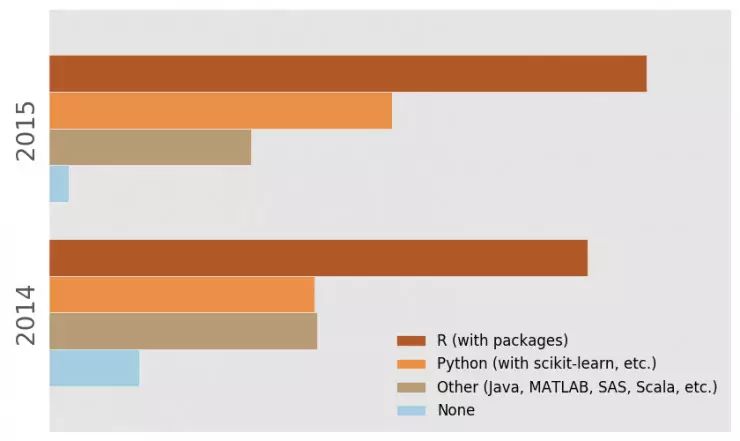 2015
2014
R (with packages)
Python (with scikit-learn, etc.)
Other (Java, MATLAB, SAS, Scala, etc.)
None